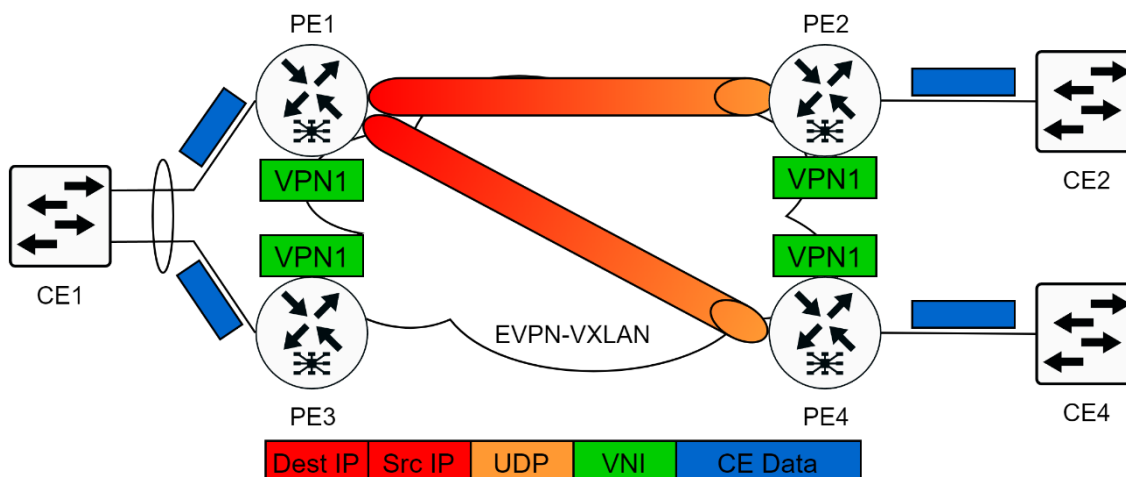 PE1
PE2
VPN1
VPN1
CE1
CE2
VPN1
VPN1
EVPN-VXLAN
PE3
PE4
CE4
Dest IP Src IP UDP VNI CE Data